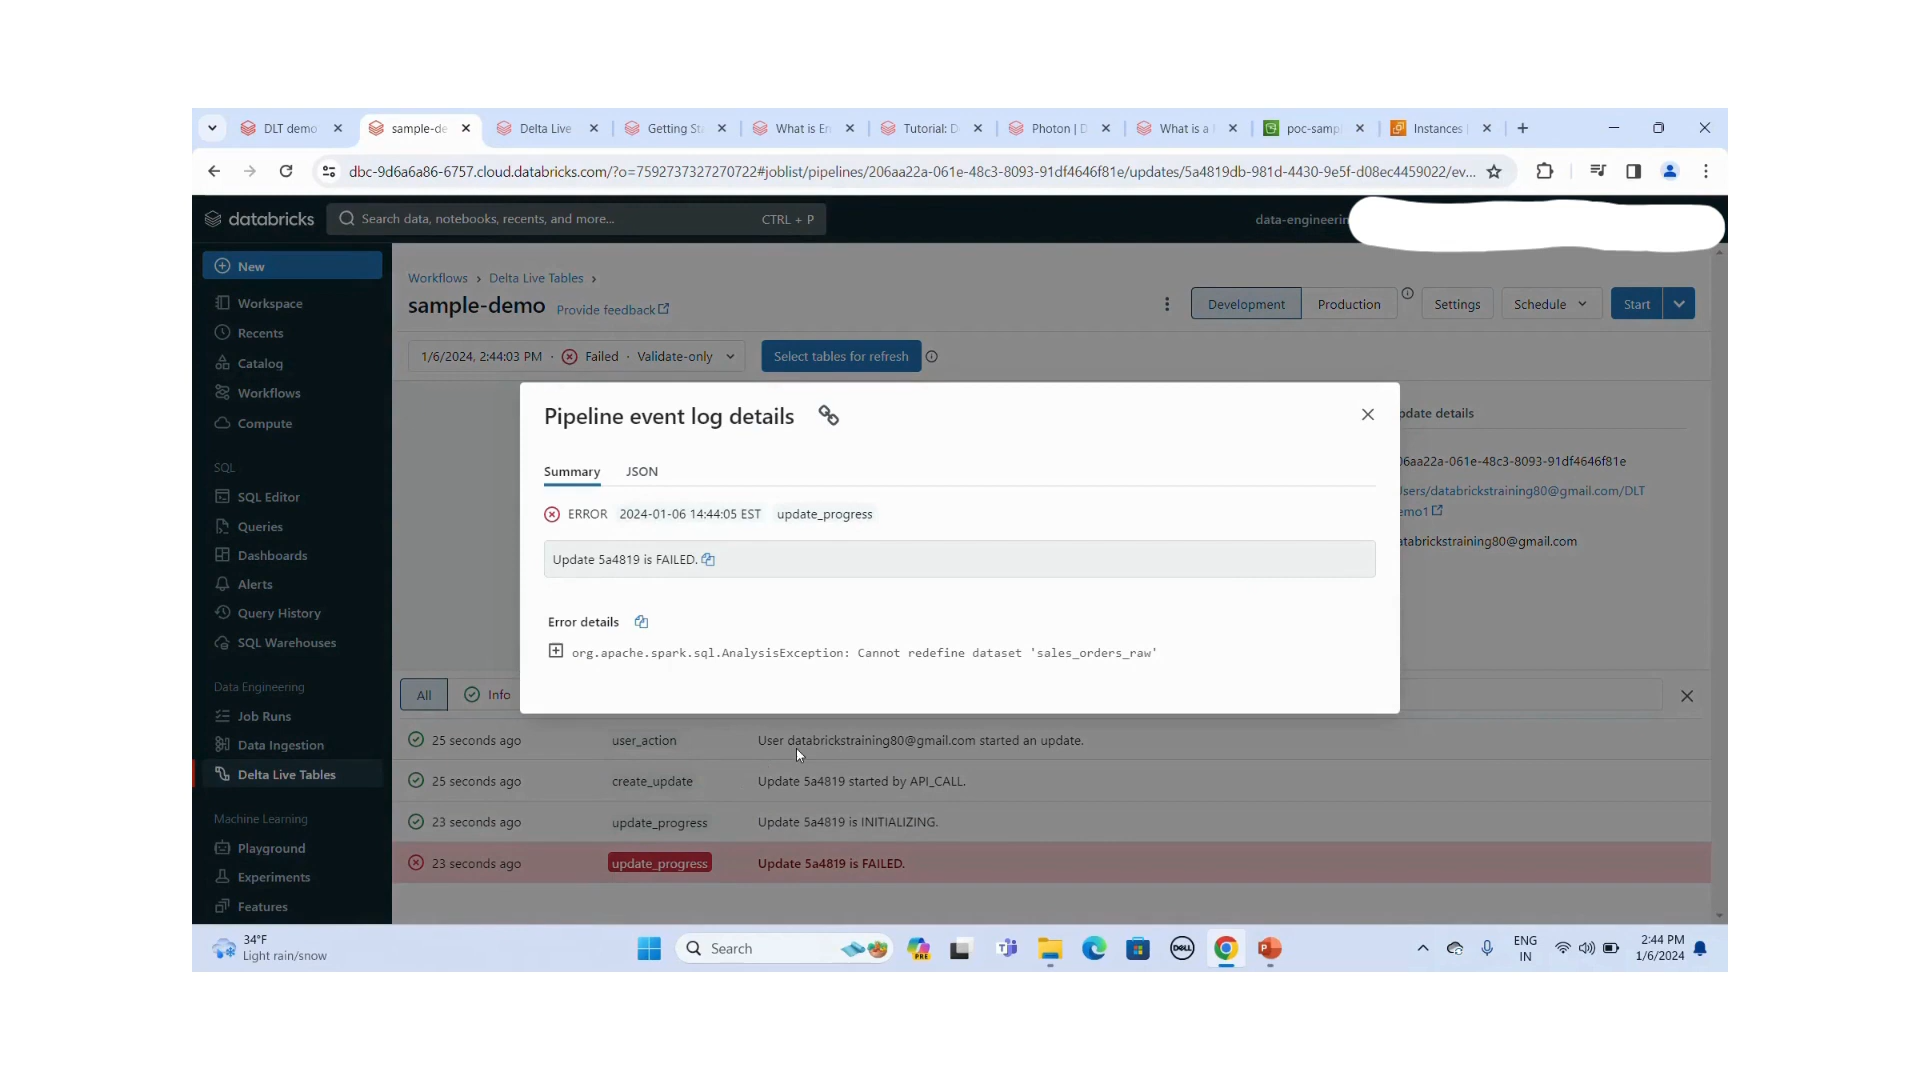 DLT demo
sample-de
Delta Live
Getting Sta
What is En
Tutorial: D
Photon | D
What is a
poc-samp
Instances
dbc-9d6a6a86-6757.cloud.databricks.com/?o=7592737327270722#joblist/pipelines/206aa22a-061e-48c3-8093-91df4646f81e/updates/5a4819db-981d-4430-9e5f-d08ec4459022/ev...
databricks
Search data, notebooks, recents, and more...
CTRL + P
data-engineerin
New
Workspace
Recents
Catalog
Workflows
Compute
SQL
SQL Editor
Queries
Dashboards
Alerts
Query History
SQL Warehouses
Data Engineering
Job Runs
Data Ingestion
Delta Live Tables
Machine Learning
Playground
Experiments
Features
Workflows > Delta Live Tables >
sample-demo Provide feedback
Development Production Settings Schedule Start
1/6/2024, 2:44:03 PM · Failed · Validate-only
Select tables for refresh
Pipeline event log details
Summary JSON
ERROR 2024-01-06 14:44:05 EST update_progress
Update 5a4819 is FAILED.
Error details
org.apache.spark.sql.AnalysisException: Cannot redefine dataset 'sales_orders_raw'
pdate details
06aa22a-061e-48c3-8093-91df4646f81e
sers/databrickstraining80@gmail.com/DLT
emo1
atabrickstraining80@gmail.com
All Info
25 seconds ago user_action User databrickstraining80@gmail.com started an update.
25 seconds ago create_update Update 5a4819 started by API_CALL.
23 seconds ago update_progress Update 5a4819 is INITIALIZING.
23 seconds ago update_progress Update 5a4819 is FAILED.
34°F
Light rain/snow
Search
PRE
DELL
ENG
IN
2:44 PM
1/6/2024